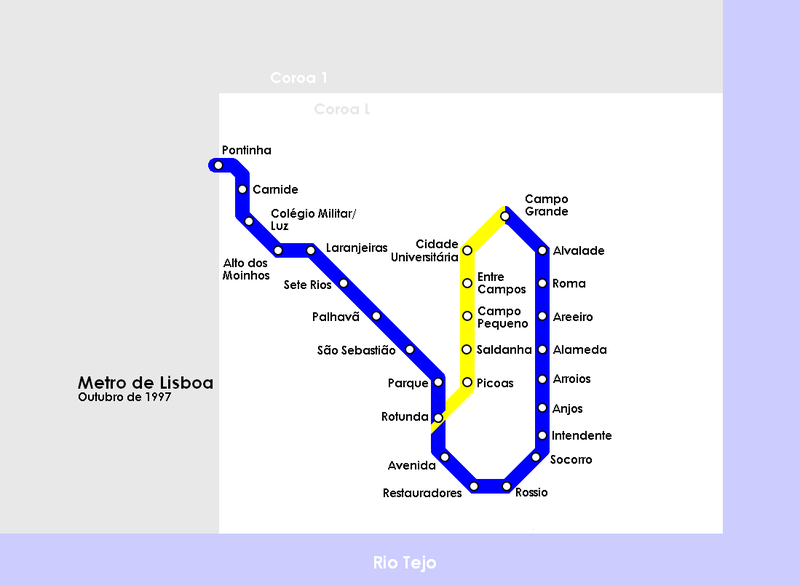 Coroa 1
Coroa L
Pontinha
Carnide
Colégio Militar/
Luz
Alto dos
Moinhos
Laranjeiras
Sete Rios
Palhavã
São Sebastião
Parque
Rotunda
Avenida
Restauradores
Rossio
Socorro
Intendente
Anjos
Arroios
Alameda
Areeiro
Roma
Alvalade
Campo
Grande
Cidade
Universitária
Entre
Campos
Campo
Pequeno
Saldanha
Picoas
Metro de Lisboa
Outubro de 1997
Rio Tejo